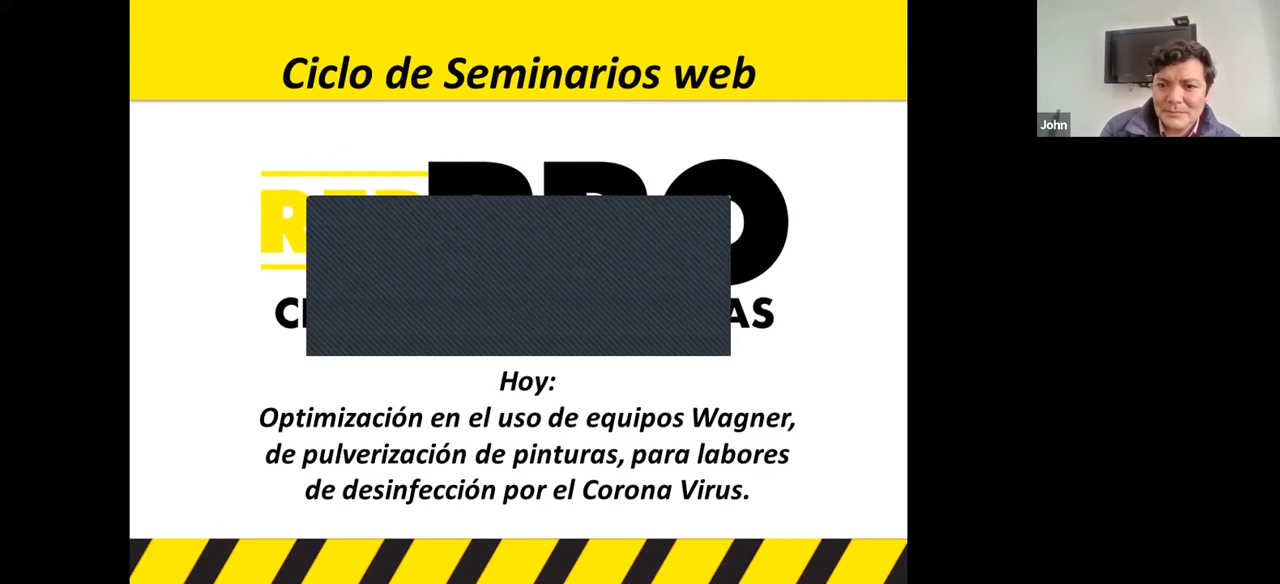 Ciclo de Seminarios web
John
Hoy:
Optimización en el uso de equipos Wagner,
de pulverización de pinturas, para labores
de desinfección por el Corona Virus.